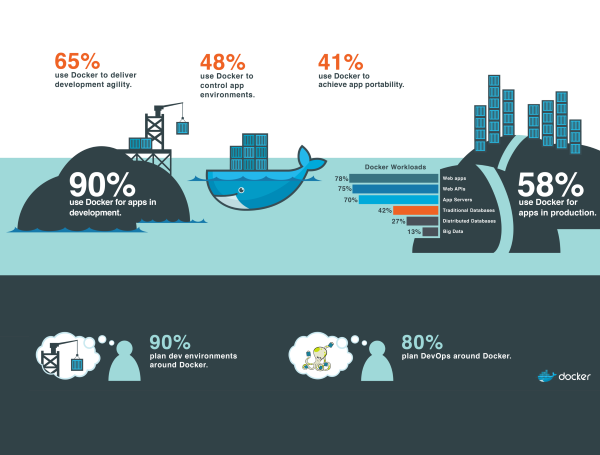 65%
use Docker to deliver
development agility.
48%
use Docker to
control app
environments.
41%
use Docker to
achieve app portability.
90%
use Docker for apps in
development.
Docker Workloads
78% Web apps
75% Web APIs
70% App Servers
42% Traditional Databases
27% Distributed Databases
13% Big Data
58%
use Docker for
apps in production.
90%
plan dev environments
around Docker.
80%
plan DevOps around Docker.
docker